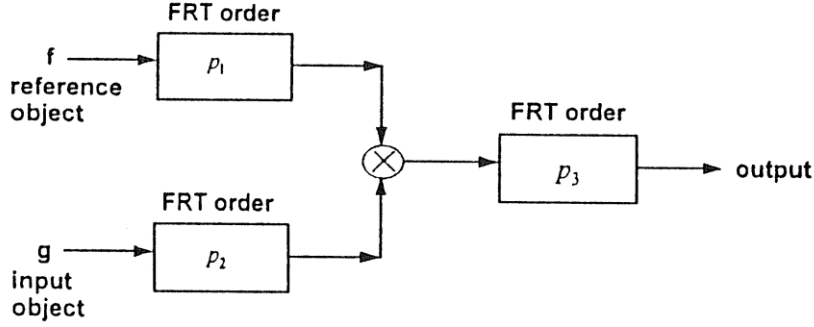 FRT order
f
reference
object
p₁
FRT order
p₃
output
FRT order
g
input
object
p₂